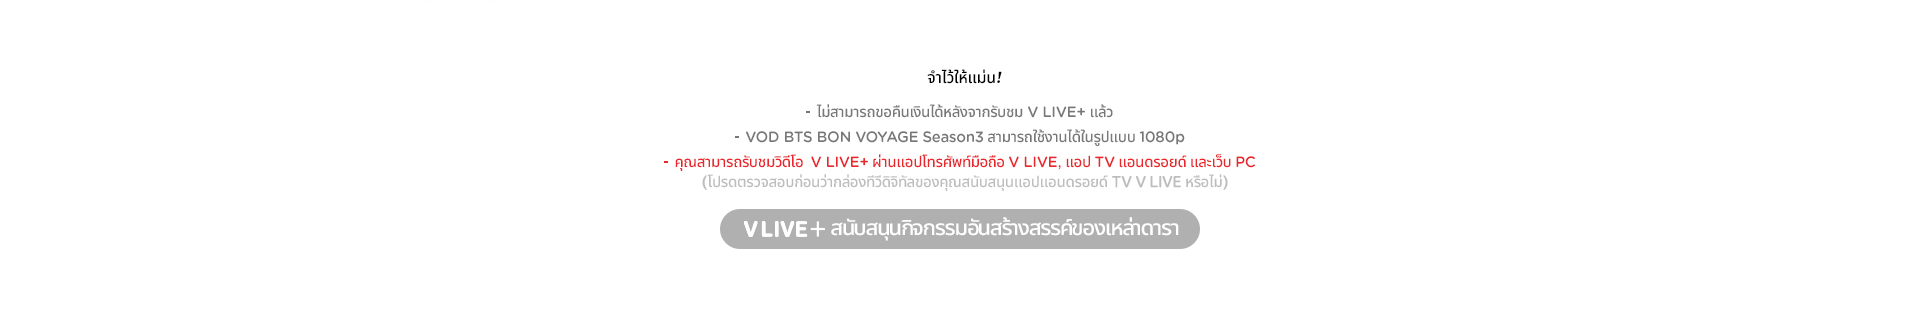 จำไว้ให้แม่น!
- ไม่สามารถขอคืนเงินได้หลังจากรับชม V LIVE+ แล้ว
- VOD BTS BON VOYAGE Season3 สามารถใช้งานได้ในรูปแบบ 1080p
- คุณสามารถรับชมวิดีโอ V LIVE+ ผ่านแอปโทรศัพท์มือถือ V LIVE, แอป TV แอนดรอยด์ และเว็บ PC
(โปรดตรวจสอบก่อนว่ากล่องทีวีดิจิทัลของคุณสนับสนุนแอปแอนดรอยด์ TV V LIVE หรือไม่)
V LIVE+ สนับสนุนกิจกรรมอันสร้างสรรค์ของเหล่าดารา